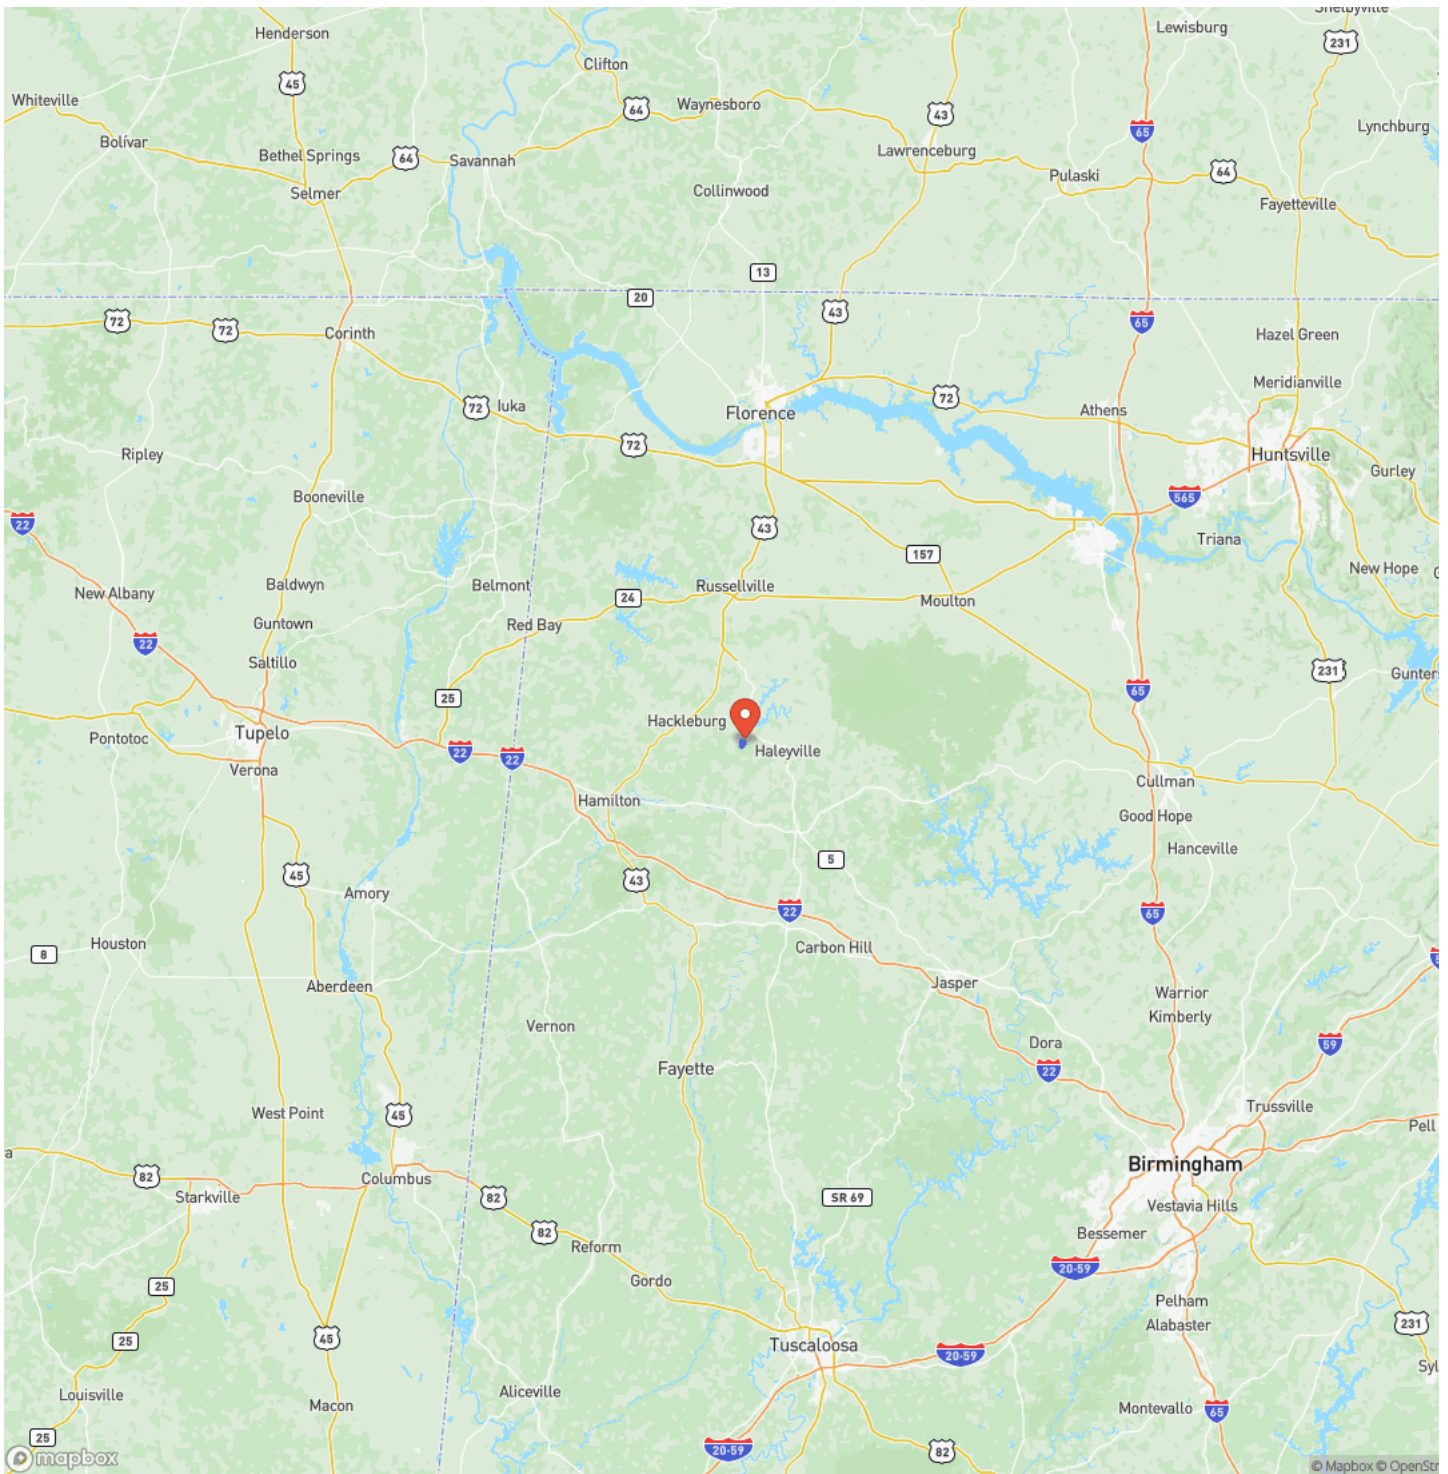 Shelbyville
Henderson
Lewisburg
231
Clifton
45
Whiteville
64
Waynesboro
43
Lynchburg
65
Bolívar
Bethel Springs
64
Savannah
Lawrenceburg
64
Pulaski
Selmer
Collinwood
Fayetteville
13
20
43
72
72
65
Corinth
Hazel Green
Meridianville
72
Iuka
72
Florence
Athens
72
Ripley
Huntsville
Gurley
Booneville
565
22
43
Triana
157
New Hope
Baldwyn
Belmont
Russellville
New Albany
24
Moulton
Guntown
Red Bay
22
Saltillo
231
Gunters
25
65
Hackleburg
Tupelo
Pontotoc
22
22
Haleyville
Verona
Cullman
Hamilton
Good Hope
Hanceville
5
45
43
Amory
22
65
Houston
Carbon Hill
8
Aberdeen
Jasper
Warrior
Kimberly
Vernon
Dora
59
Fayette
22
West Point
45
Trussville
Pell
Birmingham
82
Columbus
82
SR 69
Starkville
Vestavia Hills
82
Bessemer
Reform
20-59
Gordo
25
Pelham
Alabaster
231
45
25
Tuscaloosa
20-59
Syl
Louisville
Aliceville
Macon
Montevallo
65
25
20-59
82
mapbox
© Mapbox © OpenStr